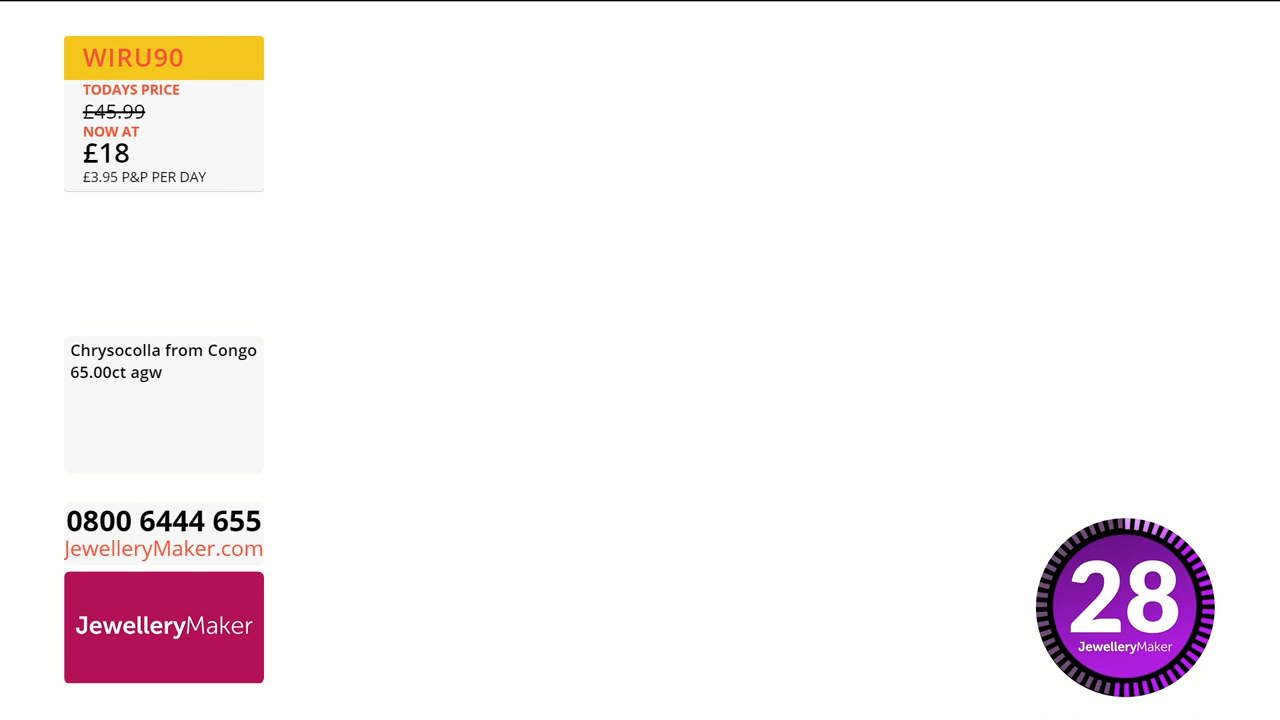 WIRU90
TODAYS PRICE
£45.99
NOW AT
£18
£3.95 P&P PER DAY
Chrysocolla from Congo
65.00ct agw
0800 6444 655
JewelleryMaker.com
JewelleryMaker
28
JewelleryMaker